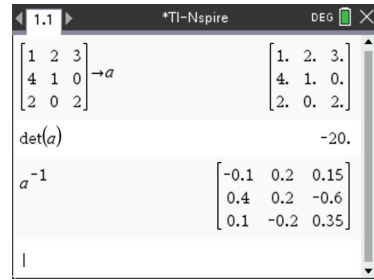 1.1 *TI-Nspire DEG
[1 2 3
4 1 0
2 0 2]→a
[1. 2. 3.
4. 1. 0.
2. 0. 2.]
det(a) -20.
a⁻¹
[-0.1 0.2 0.15
0.4 0.2 -0.6
0.1 -0.2 0.35]